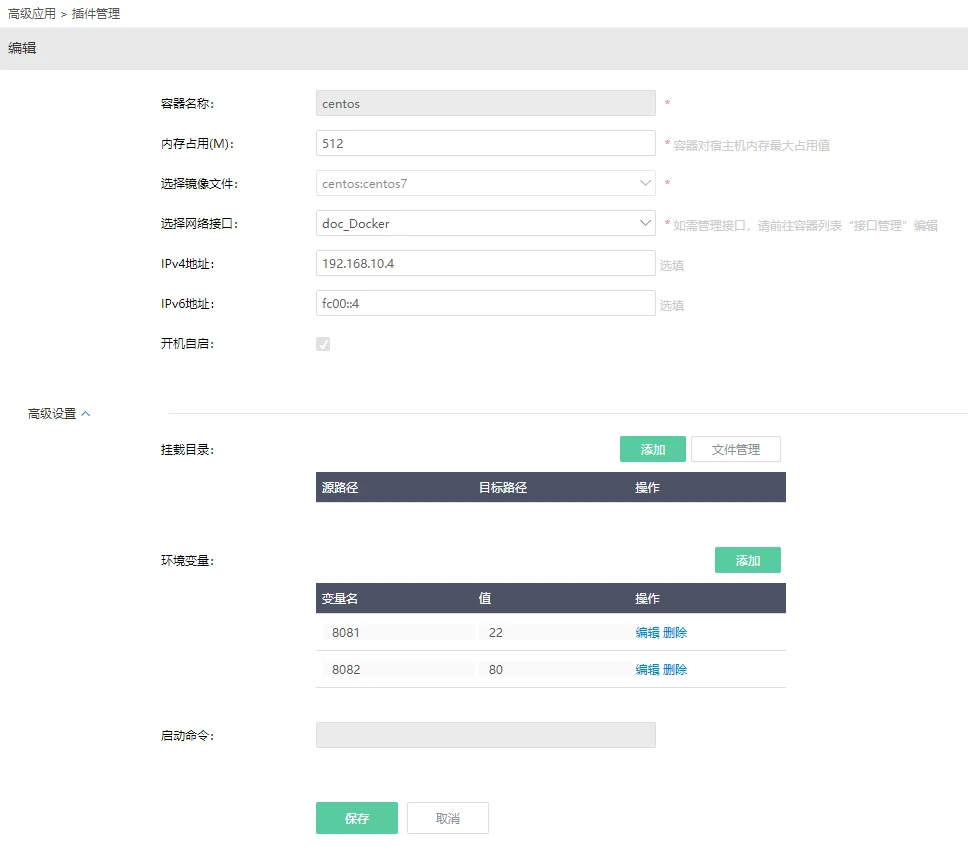 高级应用 > 插件管理
编辑
容器名称: centos *
内存占用(M): 512 * 容器对宿主机内存最大占用值
选择镜像文件: centos:centos7 *
选择网络接口: doc_Docker * 如需管理接口，请前往容器列表“接口管理”编辑
IPv4地址: 192.168.10.4 选填
IPv6地址: fc00::4 选填
开机自启:
高级设置
挂载目录: 添加 文件管理
源路径 目标路径 操作
环境变量: 添加
变量名 值 操作
8081 22 编辑 删除
8082 80 编辑 删除
启动命令:
保存 取消